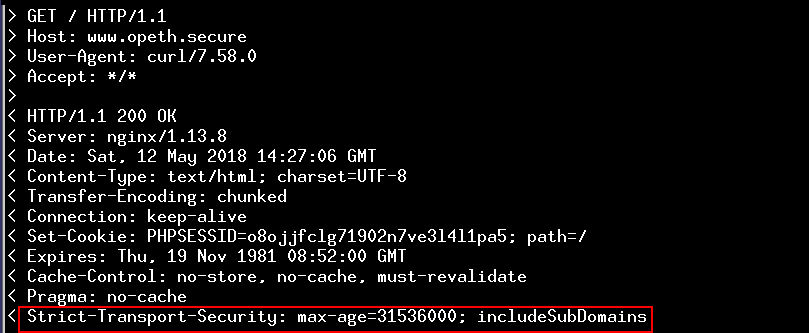 > GET / HTTP/1.1
> Host: www.opeth.secure
> User-Agent: curl/7.58.0
> Accept: */*
>
< HTTP/1.1 200 OK
< Server: nginx/1.13.8
< Date: Sat, 12 May 2018 14:27:06 GMT
< Content-Type: text/html; charset=UTF-8
< Transfer-Encoding: chunked
< Connection: keep-alive
< Set-Cookie: PHPSESSID=o8ojjfclg71902n7ve3l4l1pa5; path=/
< Expires: Thu, 19 Nov 1981 08:52:00 GMT
< Cache-Control: no-store, no-cache, must-revalidate
< Pragma: no-cache
< Strict-Transport-Security: max-age=31536000; includeSubDomains